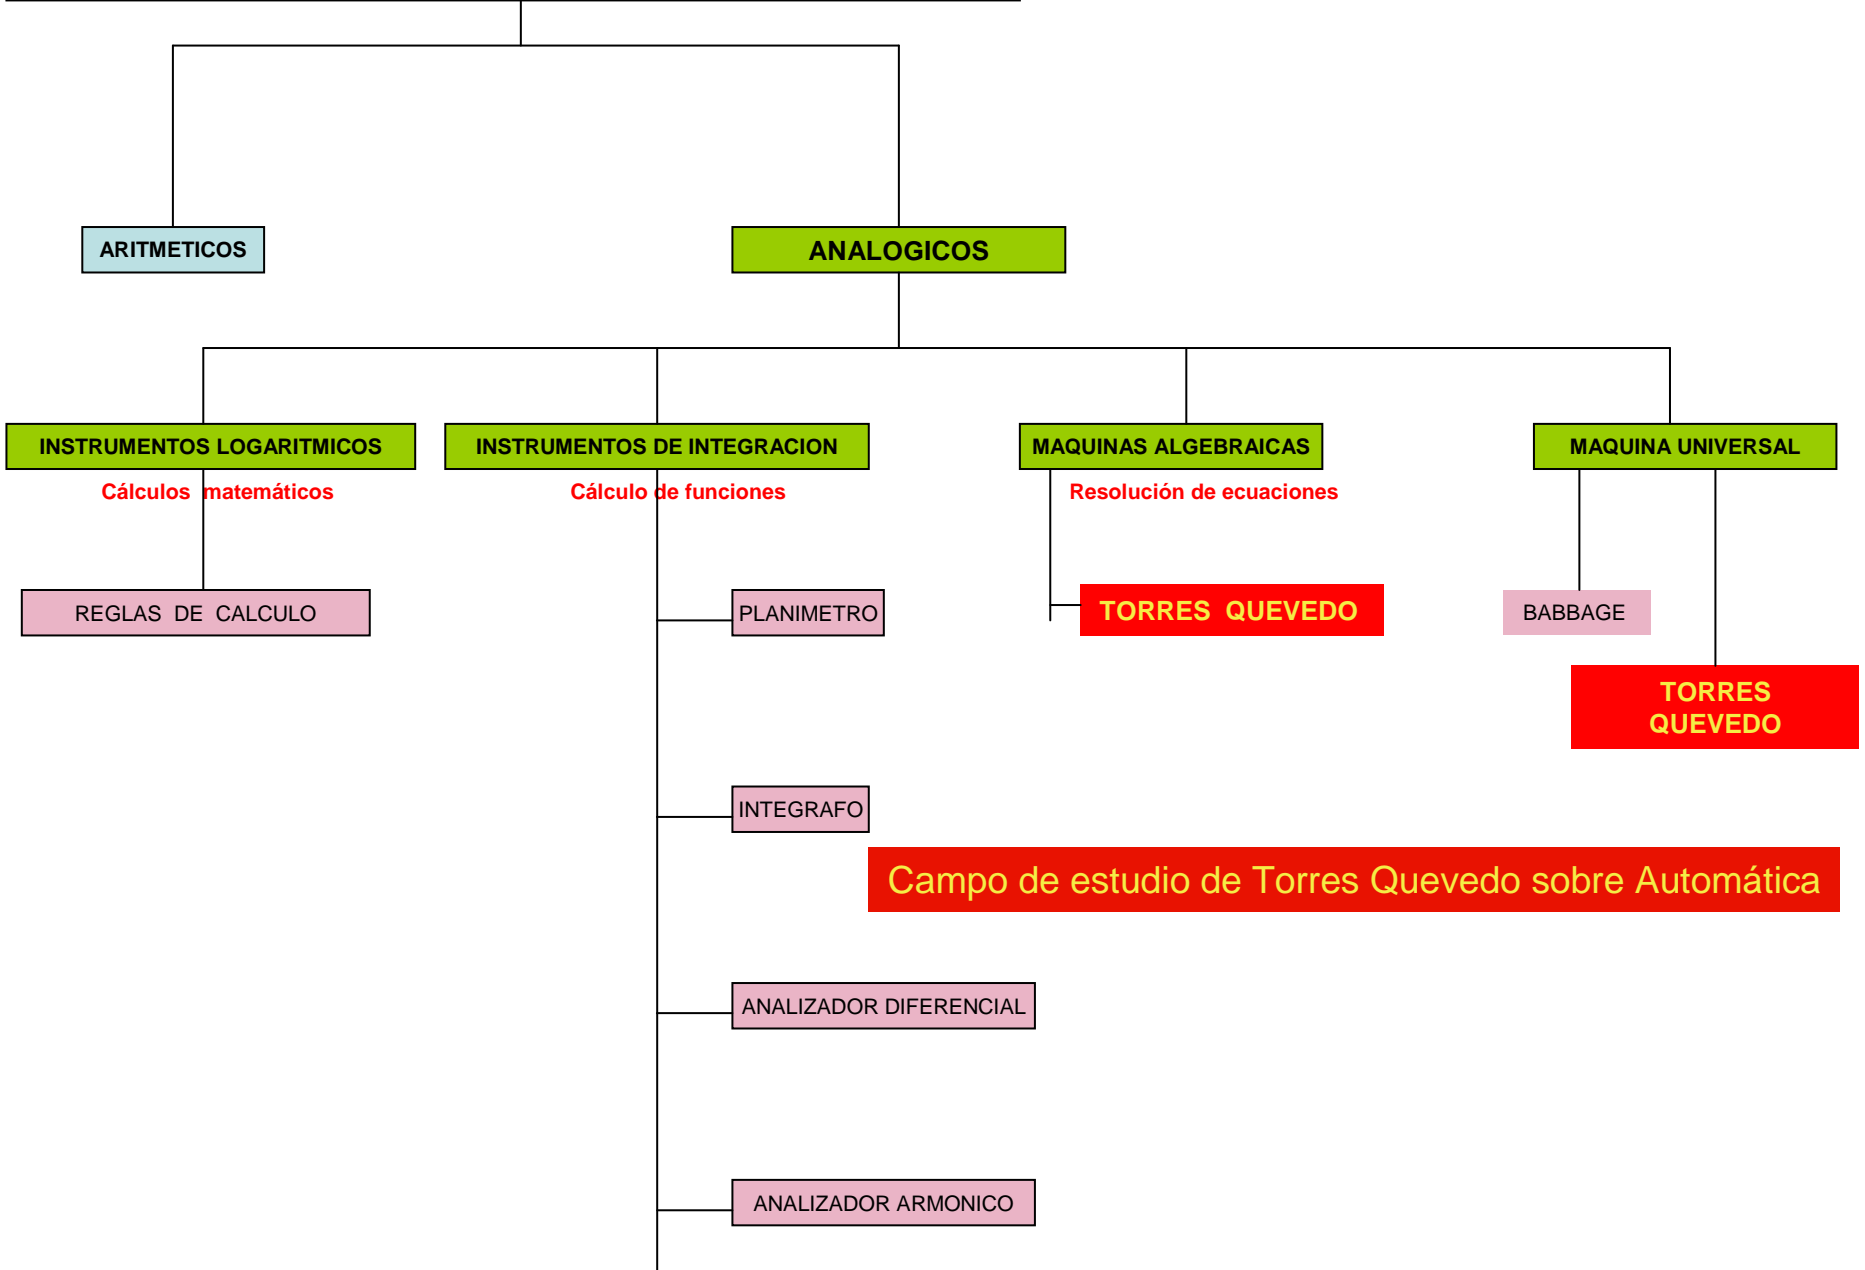 ARITMETICOS
ANALOGICOS
INSTRUMENTOS LOGARITMICOS
INSTRUMENTOS DE INTEGRACION
MAQUINAS ALGEBRAICAS
MAQUINA UNIVERSAL
Cálculos matemáticos
Cálculo de funciones
Resolución de ecuaciones
REGLAS DE CALCULO
PLANIMETRO
TORRES QUEVEDO
BABBAGE
TORRES
QUEVEDO
INTEGRAFO
Campo de estudio de Torres Quevedo sobre Automática
ANALIZADOR DIFERENCIAL
ANALIZADOR ARMONICO